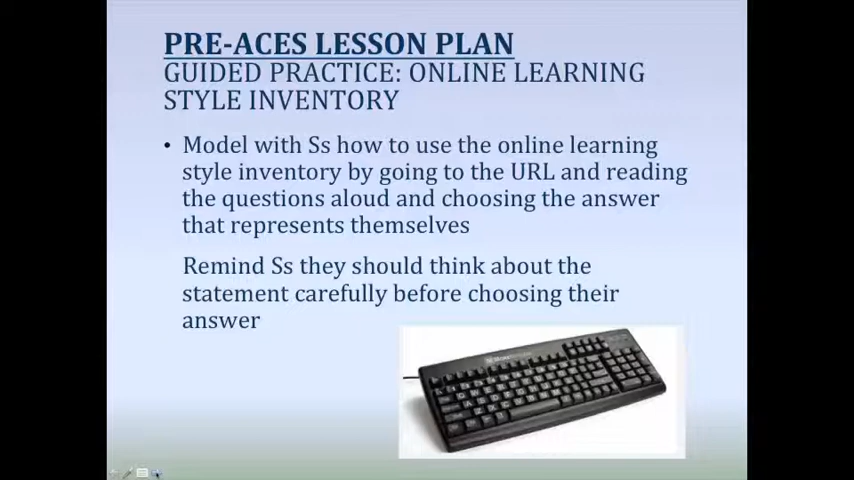 PRE-ACES LESSON PLAN
GUIDED PRACTICE: ONLINE LEARNING
STYLE INVENTORY
• Model with Ss how to use the online learning
style inventory by going to the URL and reading
the questions aloud and choosing the answer
that represents themselves
Remind Ss they should think about the
statement carefully before choosing their
answer